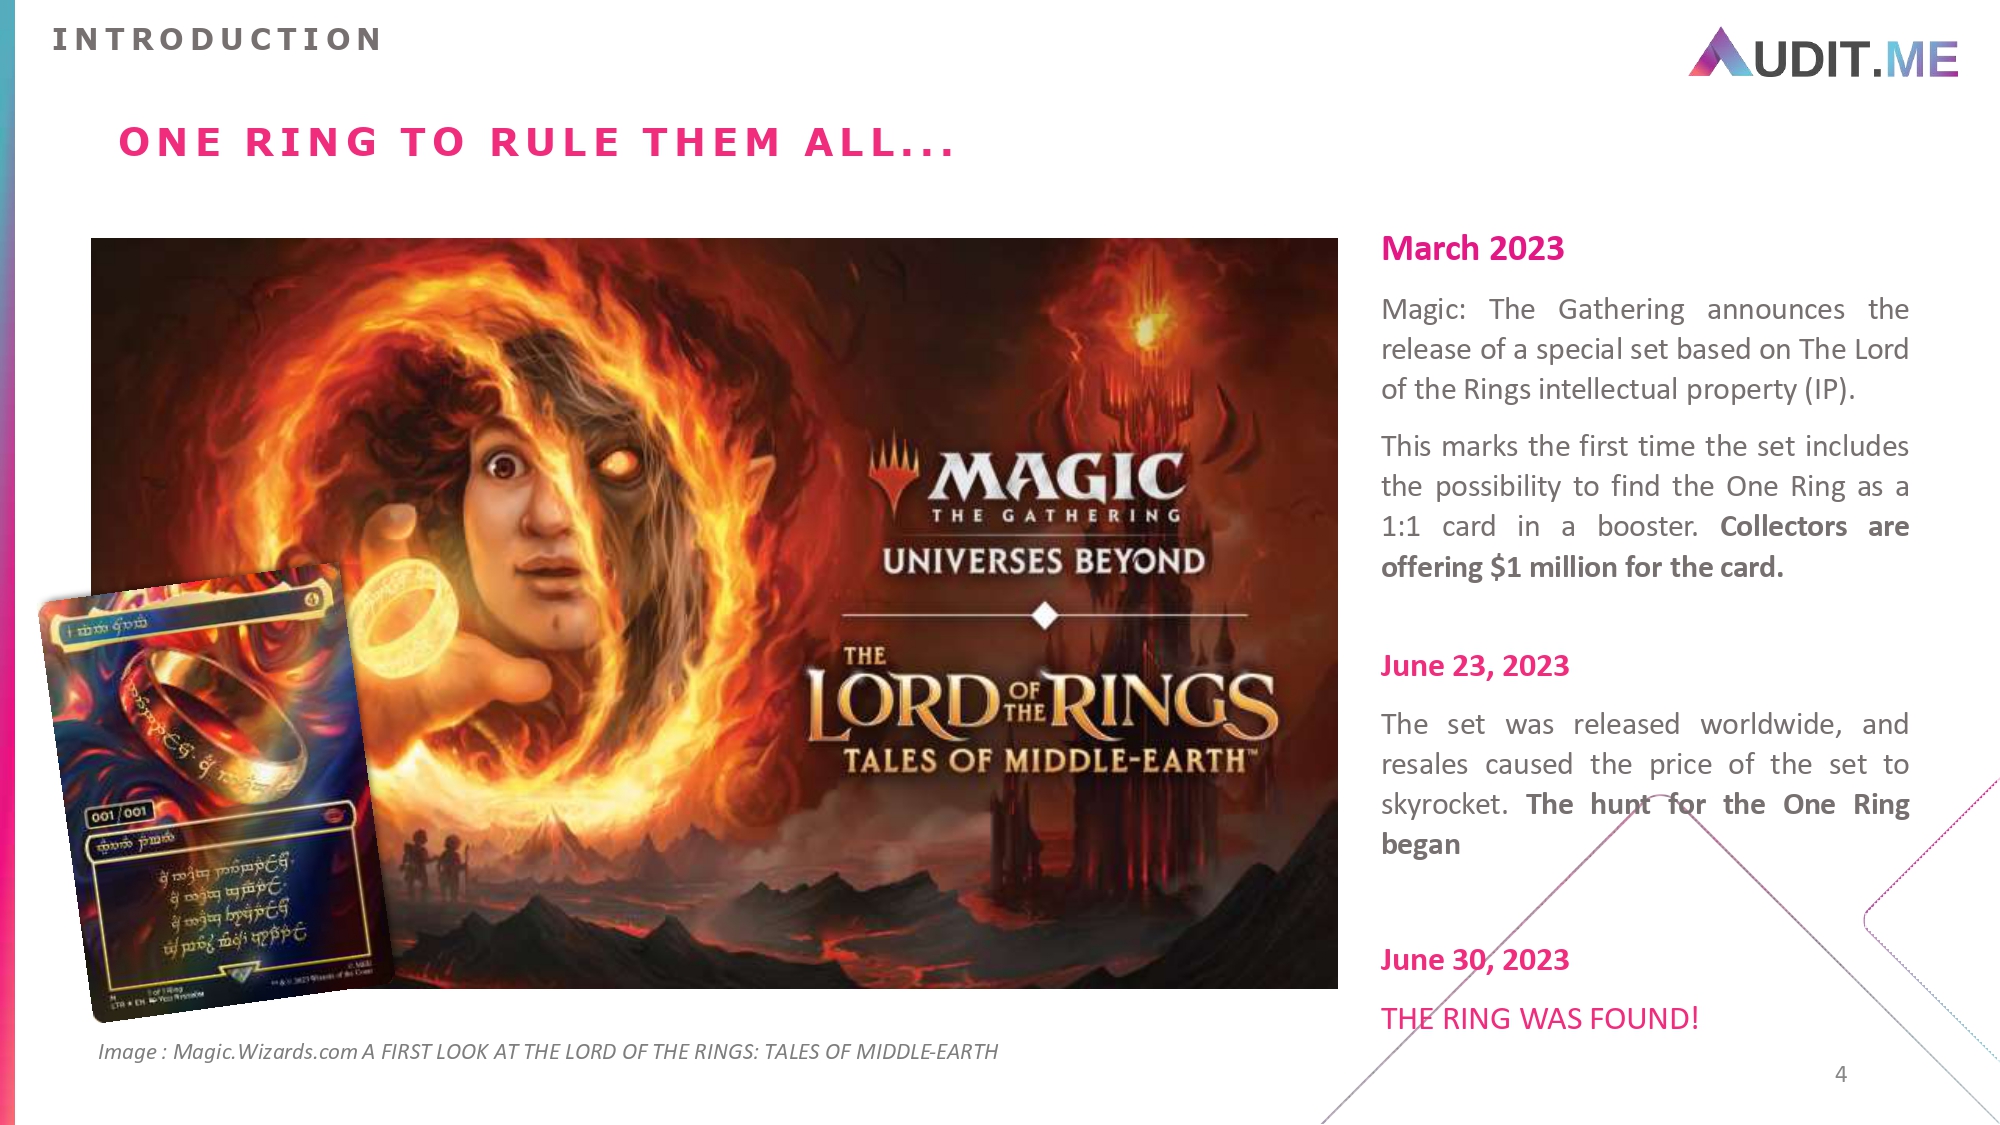 INTRODUCTION
AUDIT.ME
ONE RING TO RULE THEM ALL...
MAGIC
THE GATHERING
UNIVERSES BEYOND
THE
LORD OF THE RINGS
TALES OF MIDDLE-EARTH™
001/001
Image : Magic.Wizards.com A FIRST LOOK AT THE LORD OF THE RINGS: TALES OF MIDDLE-EARTH
March 2023
Magic: The Gathering announces the
release of a special set based on The Lord
of the Rings intellectual property (IP).
This marks the first time the set includes
the possibility to find the One Ring as a
1:1 card in a booster. Collectors are
offering $1 million for the card.
June 23, 2023
The set was released worldwide, and
resales caused the price of the set to
skyrocket. The hunt for the One Ring
began
June 30, 2023
THE RING WAS FOUND!
4